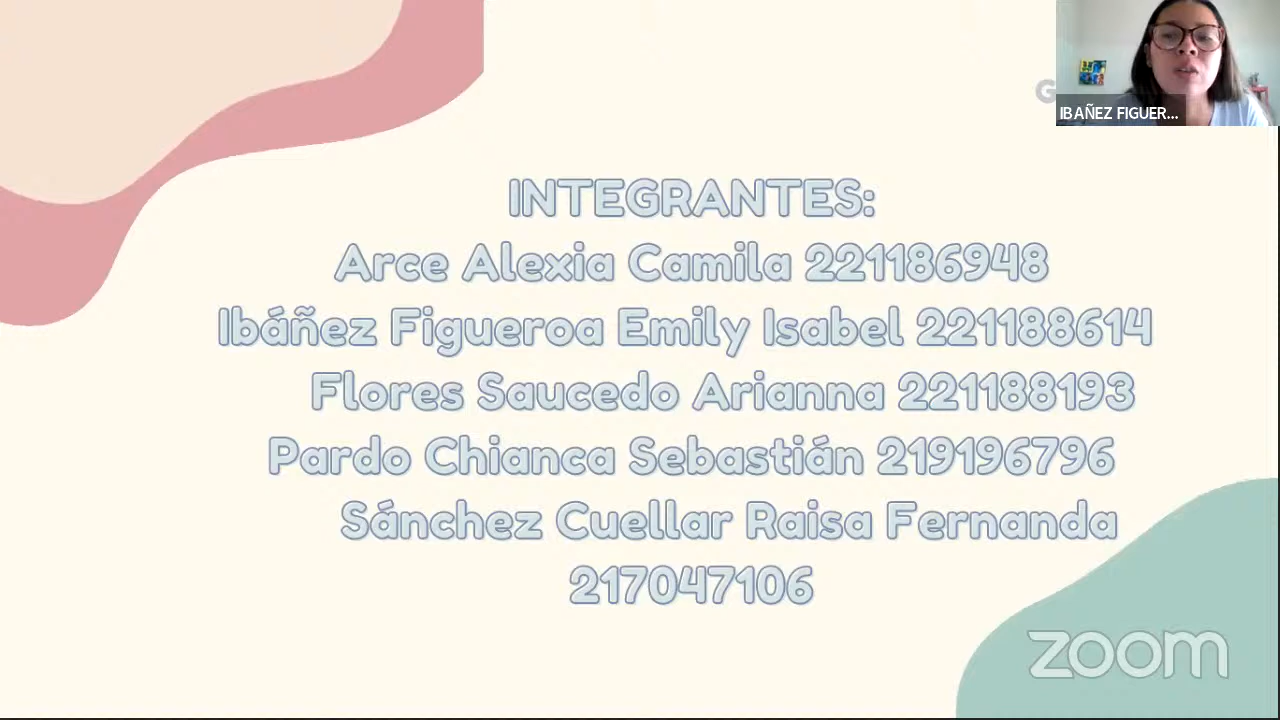 IBAÑEZ FIGUER...
INTEGRANTES:
Arce Alexia Camila 221186948
Ibáñez Figueroa Emily Isabel 221188614
Flores Saucedo Arianna 221188193
Pardo Chianca Sebastián 219196796
Sánchez Cuellar Raisa Fernanda
217047106
zoom